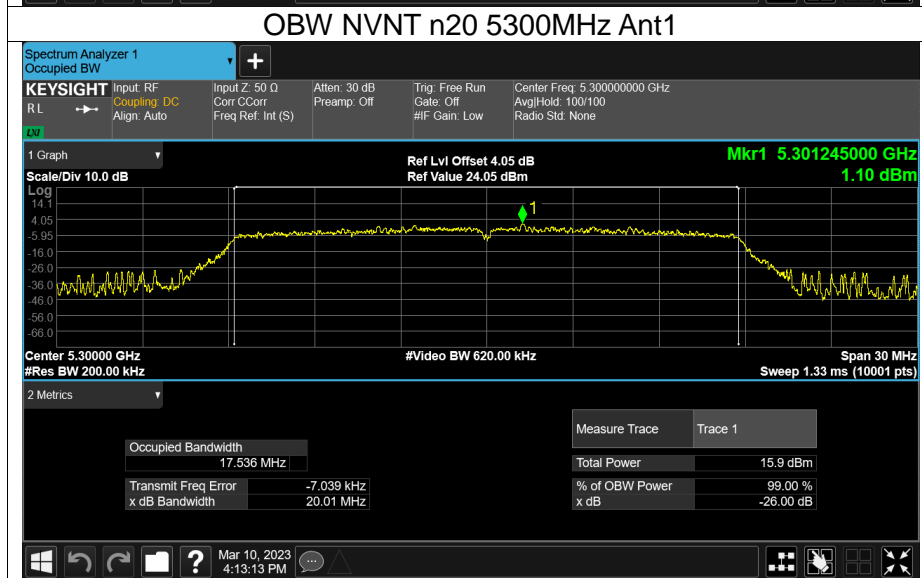 OBW NVNT n20 5300MHz Ant1
Spectrum Analyzer 1
Occupied BW
+
KEYSIGHT Input: RF Input Z: 50 Ω Atten: 30 dB Trig: Free Run Center Freq: 5.300000000 GHz
R L Coupling: DC Corr CCorr Preamp: Off Gate: Off Avg|Hold: 100/100
Align: Auto Freq Ref: Int (S) #IF Gain: Low Radio Std: None
LXI
1 Graph Ref Lvl Offset 4.05 dB Mkr1 5.301245000 GHz
Scale/Div 10.0 dB Ref Value 24.05 dBm 1.10 dBm
Log
14.1
1
4.05
-5.95
-16.0
-26.0
-36.0
-46.0
-56.0
-66.0
Center 5.30000 GHz #Video BW 620.00 kHz Span 30 MHz
#Res BW 200.00 kHz Sweep 1.33 ms (10001 pts)
2 Metrics
Measure Trace Trace 1
Occupied Bandwidth
17.536 MHz Total Power 15.9 dBm
Transmit Freq Error -7.039 kHz % of OBW Power 99.00 %
x dB Bandwidth 20.01 MHz x dB -26.00 dB
? Mar 10, 2023
4:13:13 PM